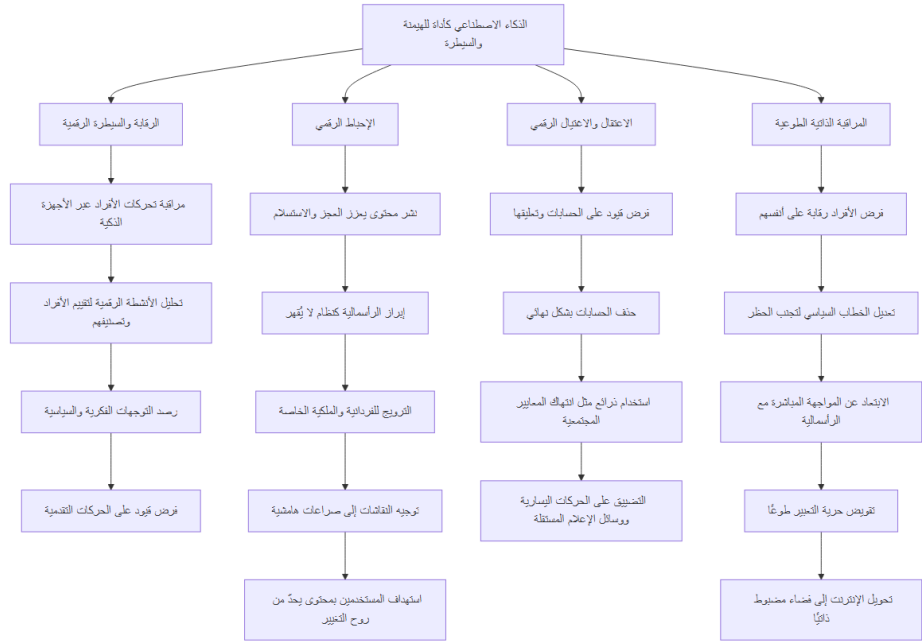 الذكاء الاصطناعي كأداة للهيمنة
والسيطرة
الرقابة والسيطرة الرقمية
الإحباط الرقمي
الاعتقال والاغتيال الرقمي
المراقبة الذاتية الطوعية
مراقبة تحركات الأفراد عبر الأجهزة
الذكية
نشر محتوى يعزز العجز والاستسلام
فرض قيود على الحسابات وتعليقها
فرض الأفراد رقابة على أنفسهم
تحليل الأنشطة الرقمية لتقييم الأفراد
وتصنيفهم
إبراز الرأسمالية كنظام لا يُقهر
حذف الحسابات بشكل نهائي
تعديل الخطاب السياسي لتجنب الحظر
رصد التوجهات الفكرية والسياسية
الترويج للفردانية والملكية الخاصة
استخدام ذرائع مثل انتهاك المعايير
المجتمعية
الابتعاد عن المواجهة المباشرة مع
الرأسمالية
فرض قيود على الحركات التقدمية
توجيه النقاشات إلى صراعات هامشية
التضييق على الحركات اليسارية
ووسائل الإعلام المستقلة
تقويض حرية التعبير طوعًا
استهداف المستخدمين بمحتوى يحدّ من
روح التغيير
تحويل الإنترنت إلى فضاء مضبوط
ذاتيًا